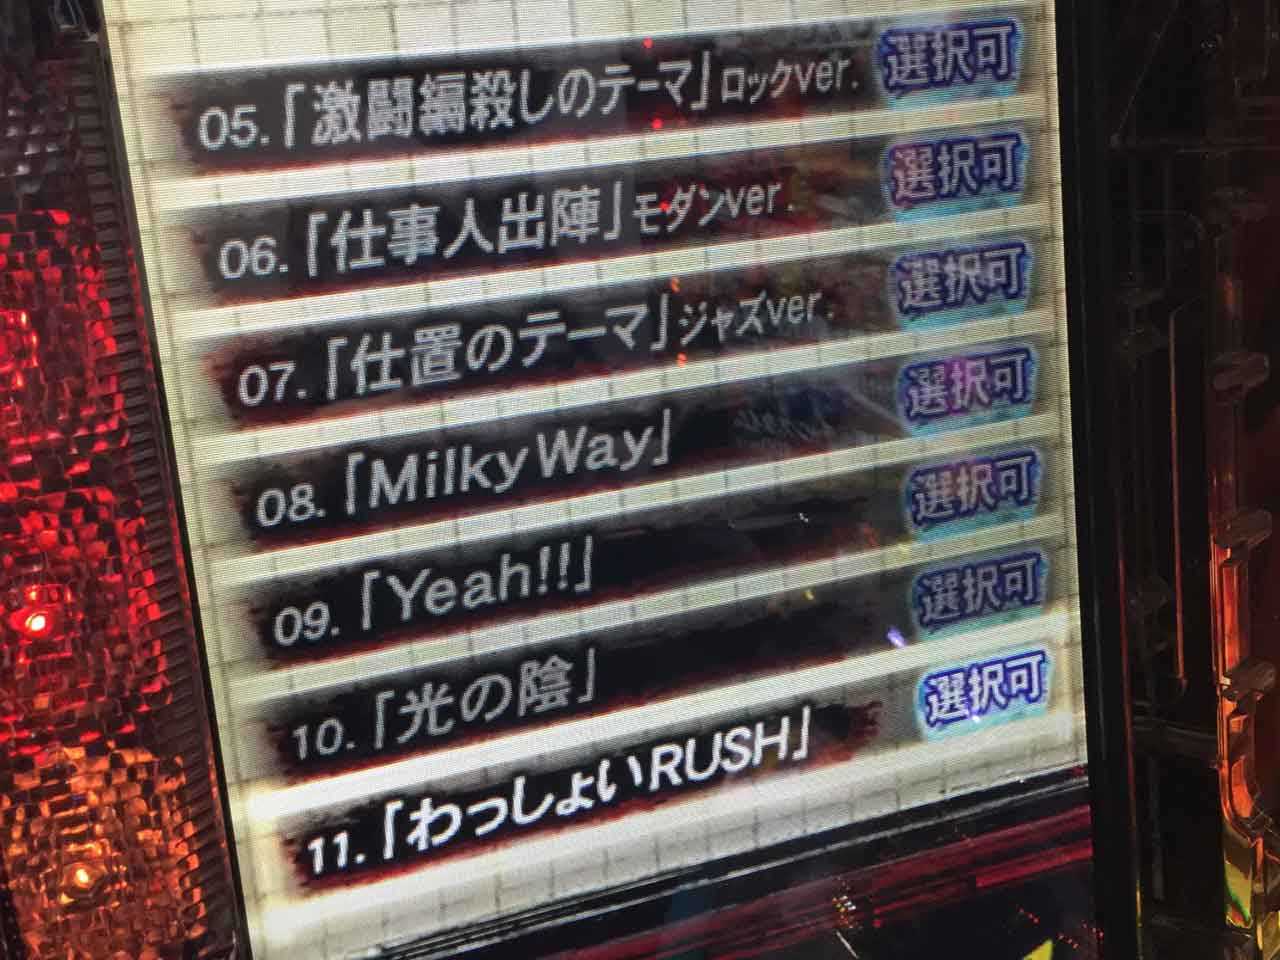 05.「激闘編殺しのテーマ」ロックver. 選択可
06.「仕事人出陣」モダンver. 選択可
07.「仕置のテーマ」ジャズver. 選択可
08.「Milky Way」 選択可
09.「Yeah!!」 選択可
10.「光の陰」 選択可
11.「わっしょいRUSH」 選択可